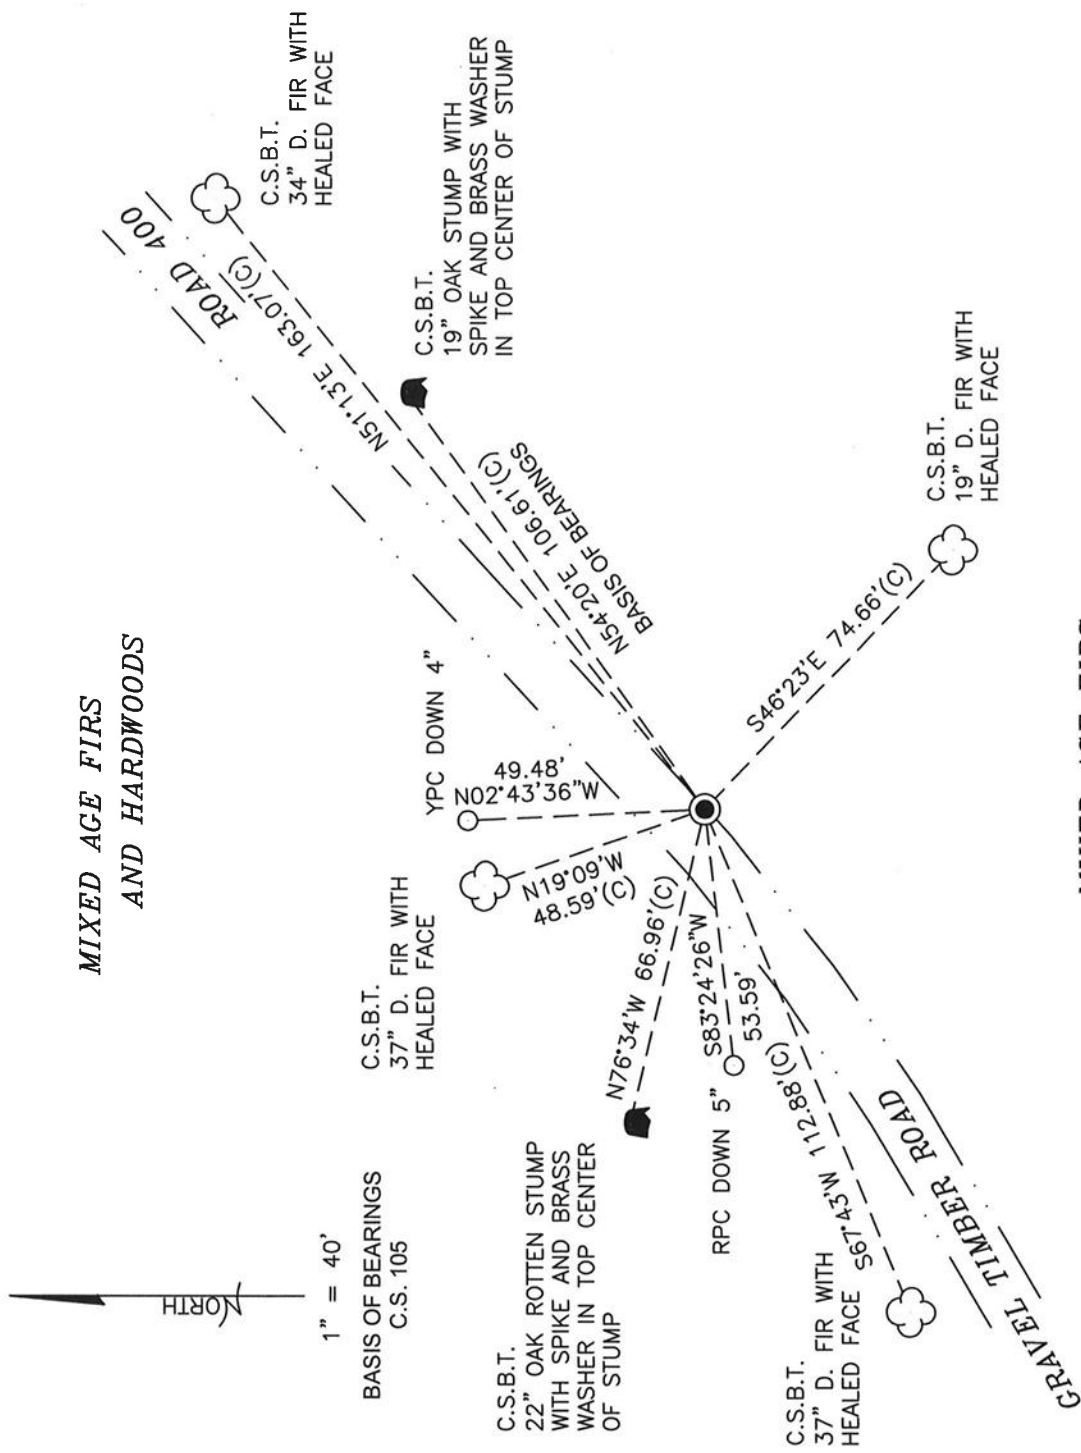 MIXED AGE FIRS
AND HARDWOODS
NORTH
1" = 40'
BASIS OF BEARINGS
C.S. 105
C.S.B.T.
37" D. FIR WITH
HEALED FACE
YPC DOWN 4"
49.48'
N02°43'36"W
N19°09'W
48.59'(C)
ROAD 400
N51°13'E 163.07'(C)
C.S.B.T.
34" D. FIR WITH
HEALED FACE
N54°20'E 106.61'(C)
BASIS OF BEARINGS
C.S.B.T.
19" OAK STUMP WITH
SPIKE AND BRASS WASHER
IN TOP CENTER OF STUMP
C.S.B.T.
22" OAK ROTTEN STUMP
WITH SPIKE AND BRASS
WASHER IN TOP CENTER
OF STUMP
N76°34'W 66.96'(C)
RPC DOWN 5"
S83°24'26"W
53.59'
C.S.B.T.
37" D. FIR WITH
HEALED FACE
S67°43'W 112.88'(C)
GRAVEL TIMBER ROAD
S46°23'E 74.66'(C)
C.S.B.T.
19" D. FIR WITH
HEALED FACE